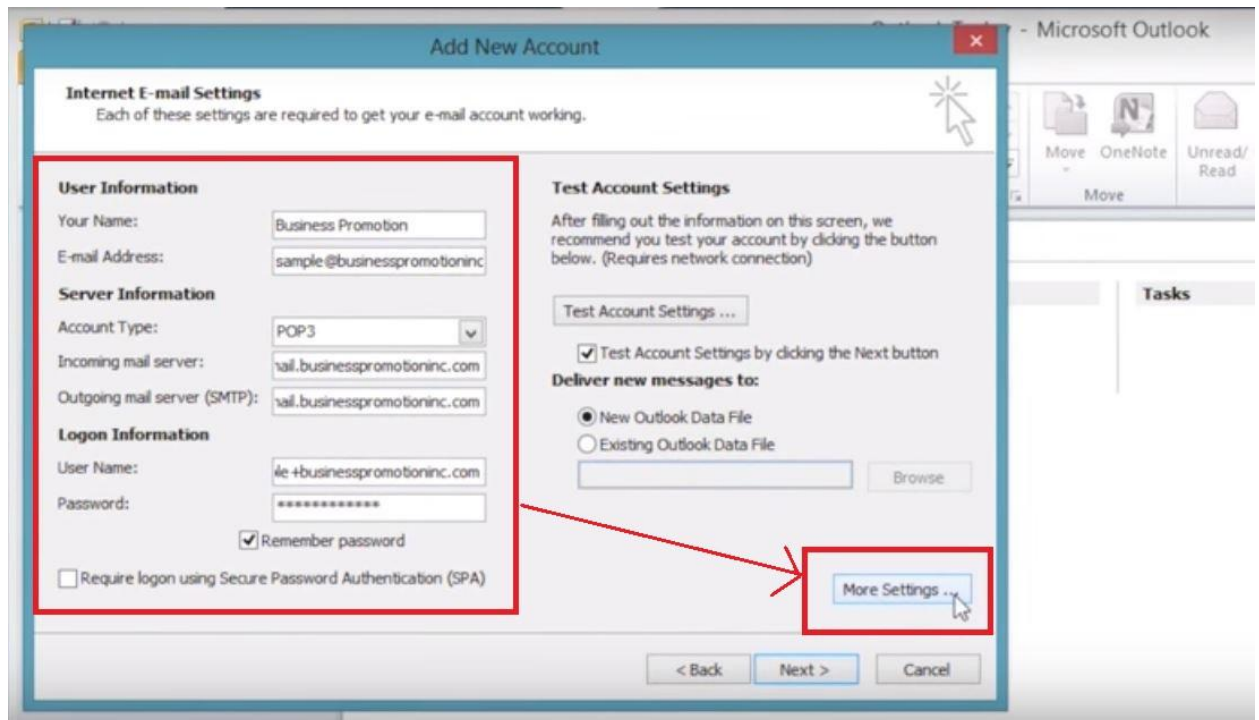 Add New Account
- Microsoft Outlook
Internet E-mail Settings
Each of these settings are required to get your e-mail account working.
Move
OneNote
Unread/
Read
Move
User Information
Your Name:
Business Promotion
E-mail Address:
sample@businesspromotioninc
Server Information
Account Type:
POP3
Incoming mail server:
ail.businesspromotioninc.com
Outgoing mail server (SMTP):
ail.businesspromotioninc.com
Logon Information
User Name:
le+businesspromotioninc.com
Password:
************
Remember password
Require logon using Secure Password Authentication (SPA)
Test Account Settings
After filling out the information on this screen, we
recommend you test your account by clicking the button
below. (Requires network connection)
Test Account Settings ...
Test Account Settings by clicking the Next button
Deliver new messages to:
New Outlook Data File
Existing Outlook Data File
Browse
More Settings ...
< Back
Next >
Cancel
Tasks